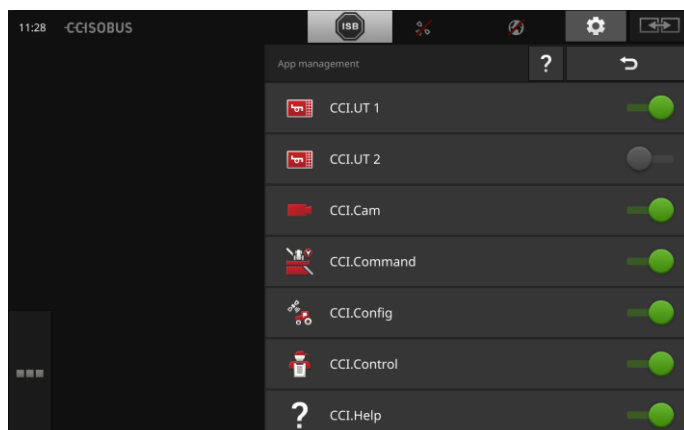 11:28 CCISOBUS ISB
App management ?
CCI.UT 1
CCI.UT 2
CCI.Cam
CCI.Command
CCI.Config
CCI.Control
? CCI.Help